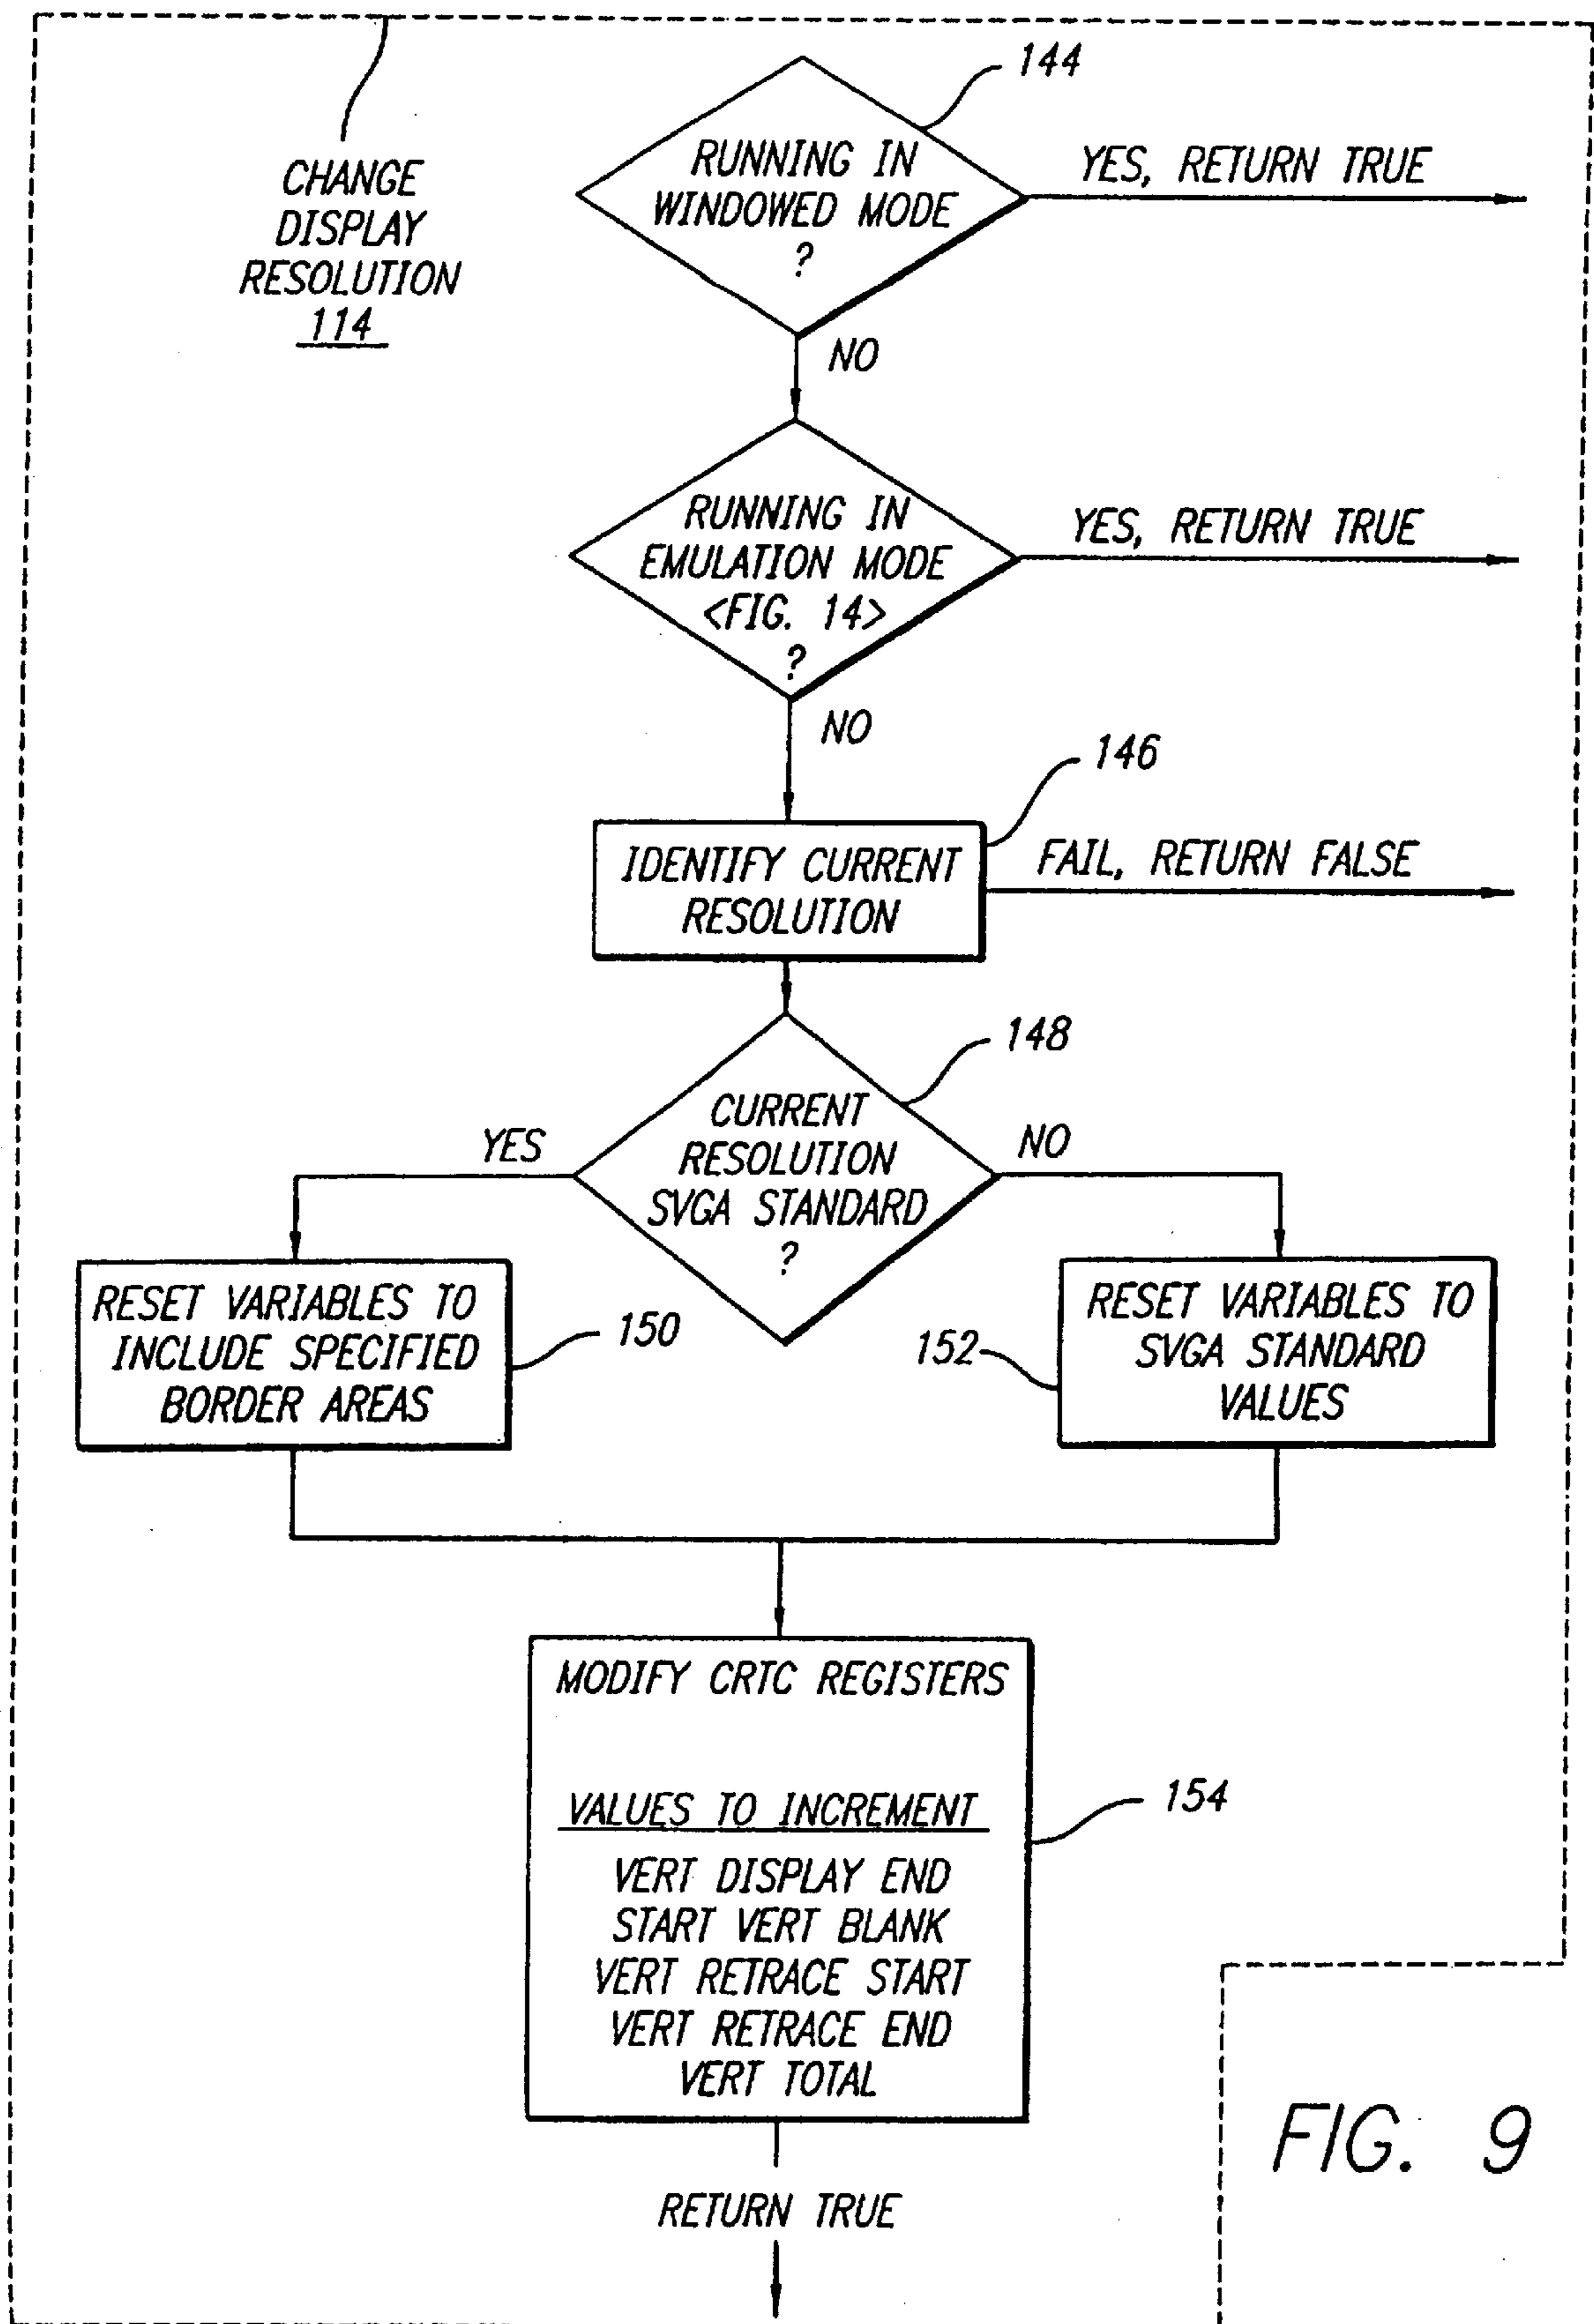 144
RUNNING IN
WINDOWED MODE
?
YES, RETURN TRUE
CHANGE
DISPLAY
RESOLUTION
114
NO
RUNNING IN
EMULATION MODE
<FIG. 14>
?
YES, RETURN TRUE
NO
146
IDENTIFY CURRENT
RESOLUTION
FAIL, RETURN FALSE
148
CURRENT
RESOLUTION
SVGA STANDARD
?
YES
NO
RESET VARIABLES TO
INCLUDE SPECIFIED
BORDER AREAS
150
152
RESET VARIABLES TO
SVGA STANDARD
VALUES
MODIFY CRTC REGISTERS
VALUES TO INCREMENT
VERT DISPLAY END
START VERT BLANK
VERT RETRACE START
VERT RETRACE END
VERT TOTAL
154
RETURN TRUE
FIG. 9